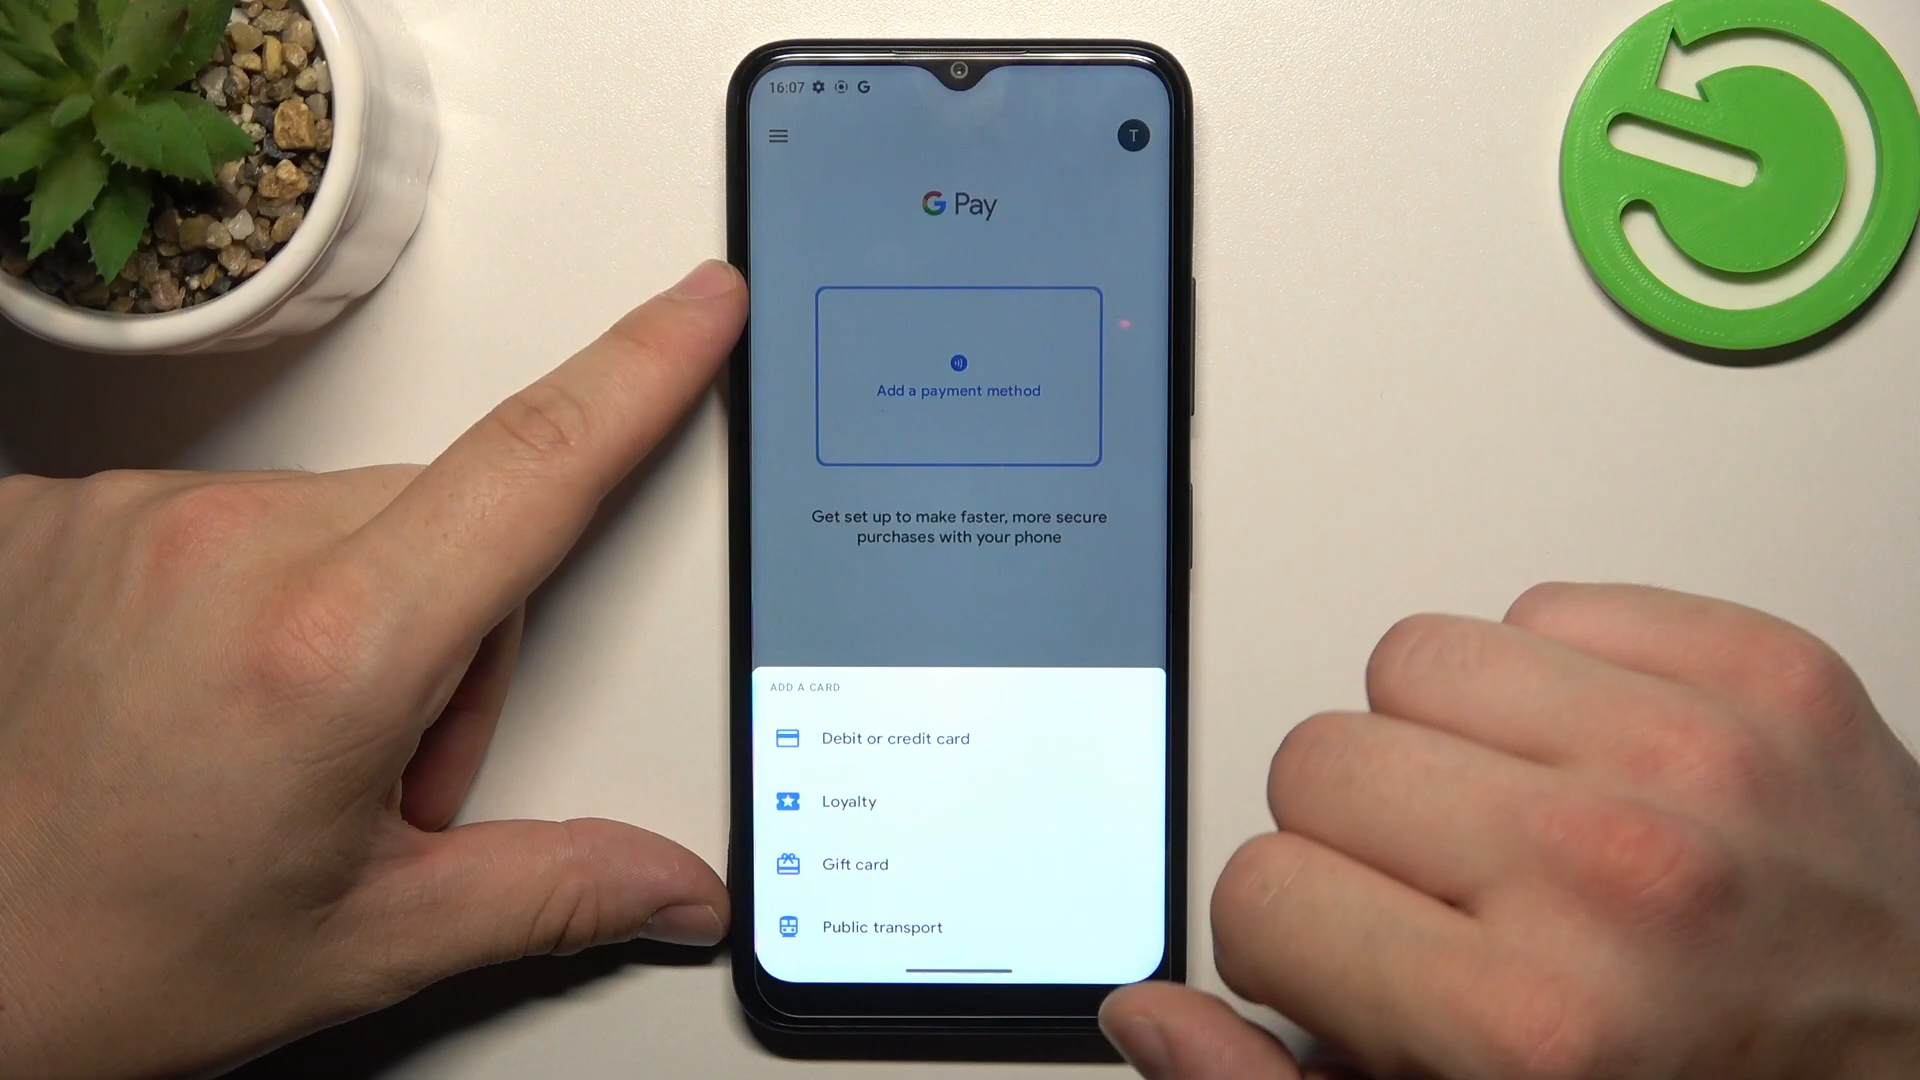 16:07 G
T
G Pay
Add a payment method
Get set up to make faster, more secure
purchases with your phone
ADD A CARD
Debit or credit card
Loyalty
Gift card
Public transport